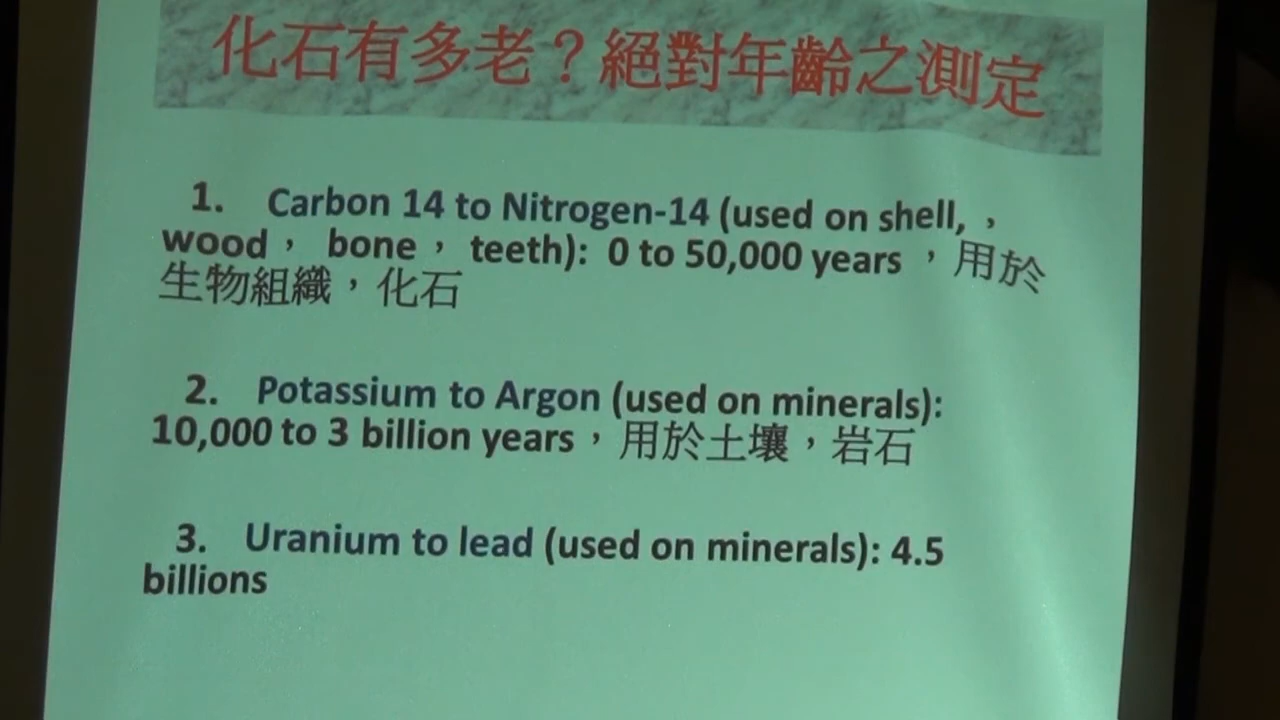 化石有多老？絕對年齡之測定
1. Carbon 14 to Nitrogen-14 (used on shell, ，
wood， bone， teeth): 0 to 50,000 years ，用於
生物組織，化石
2. Potassium to Argon (used on minerals):
10,000 to 3 billion years，用於土壤，岩石
3. Uranium to lead (used on minerals): 4.5
billions